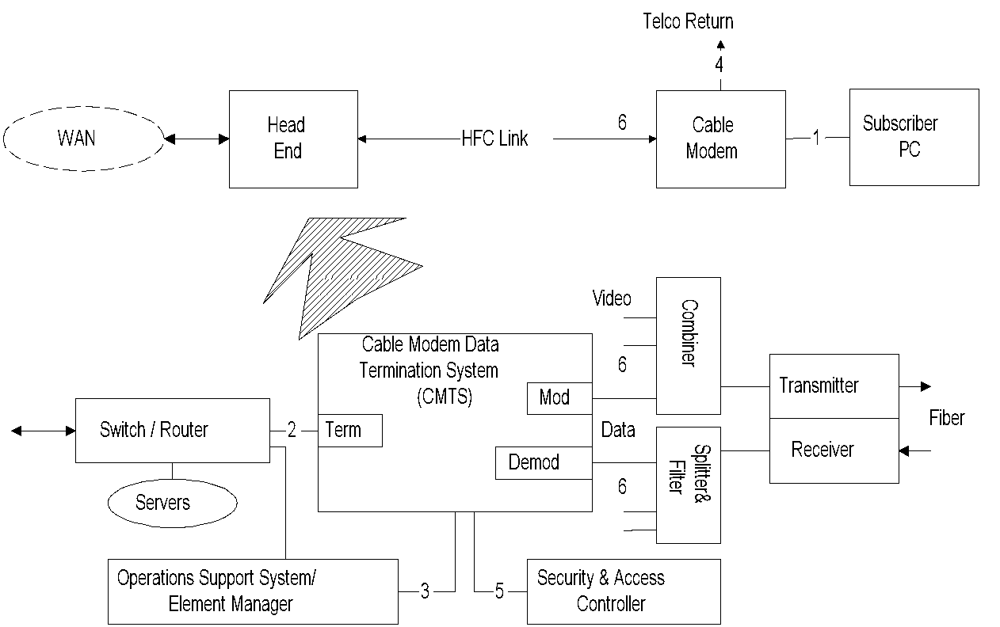 Telco Return
4
WAN
Head
End
HFC Link
6
Cable
Modem
1
Subscriber
PC
Video
Combiner
6
Cable Modem Data
Termination System
(CMTS)
Mod
Transmitter
Fiber
Switch / Router
2
Term
Data
Demod
Splitter&
Filter
Receiver
6
Servers
Operations Support System/
Element Manager
3
5
Security & Access
Controller